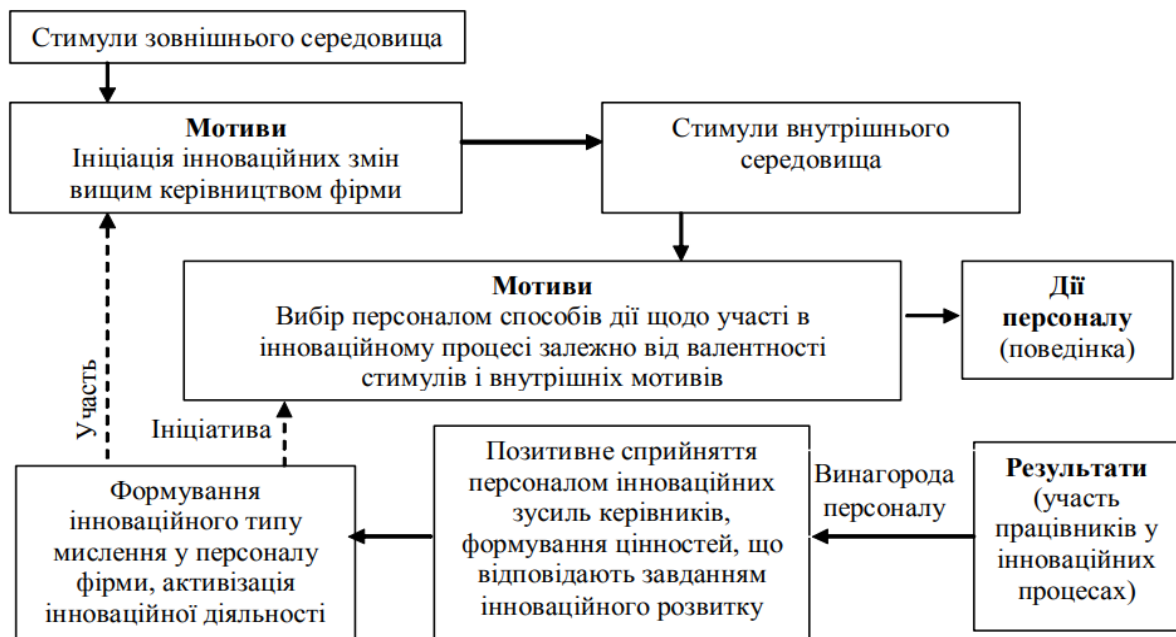 Стимули зовнішнього середовища
Мотиви
Ініціація інноваційних змін
вищим керівництвом фірми
Стимули внутрішнього
середовища
Мотиви
Вибір персоналом способів дії щодо участі в
інноваційному процесі залежно від валентності
стимулів і внутрішніх мотивів
Дії
персоналу
(поведінка)
Участь
Ініціатива
Формування
інноваційного типу
мислення у персоналу
фірми, активізація
інноваційної діяльності
Позитивне сприйняття
персоналом інноваційних
зусиль керівників,
формування цінностей, що
відповідають завданням
інноваційного розвитку
Винагорода
персоналу
Результати
(участь
працівників у
інноваційних
процесах)